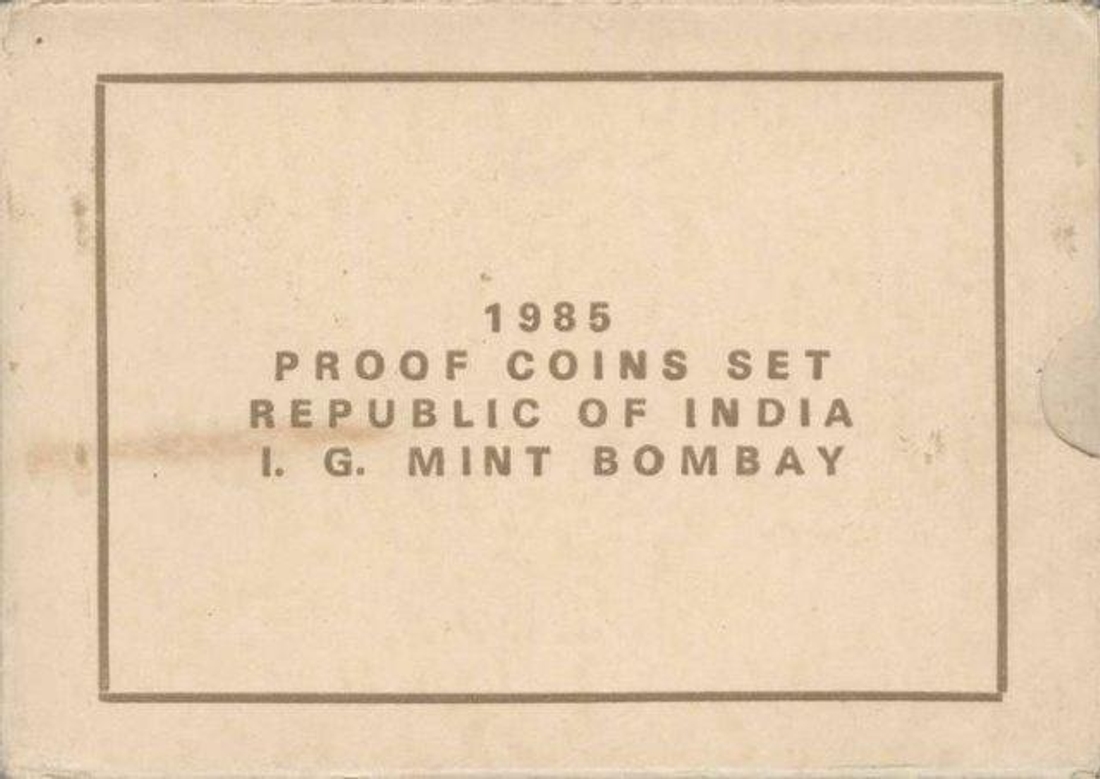 1985
PROOF COINS SET
REPUBLIC OF INDIA
I. G. MINT BOMBAY